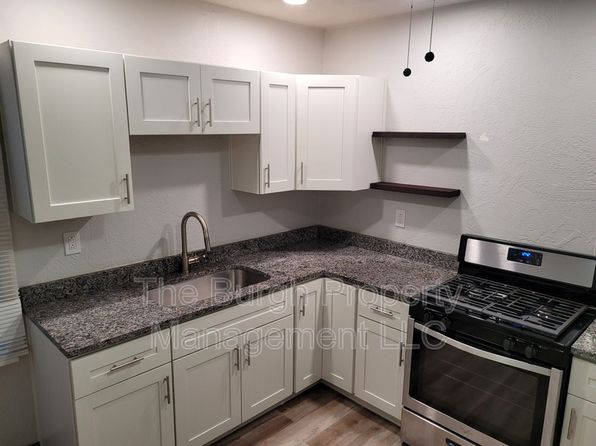 The Burgh Property
Management LLC